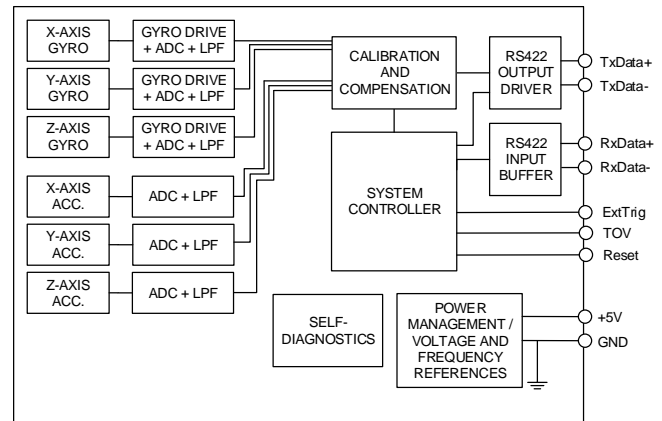 X-AXIS
GYRO
GYRO DRIVE
+ ADC + LPF
Y-AXIS
GYRO
GYRO DRIVE
+ ADC + LPF
Z-AXIS
GYRO
GYRO DRIVE
+ ADC + LPF
X-AXIS
ACC.
ADC + LPF
Y-AXIS
ACC.
ADC + LPF
Z-AXIS
ACC.
ADC + LPF
CALIBRATION
AND
COMPENSATION
RS422
OUTPUT
DRIVER
TxData+
TxData-
SYSTEM
CONTROLLER
RS422
INPUT
BUFFER
RxData+
RxData-
ExtTrig
TOV
Reset
SELF-
DIAGNOSTICS
POWER
MANAGEMENT /
VOLTAGE AND
FREQUENCY
REFERENCES
+5V
GND